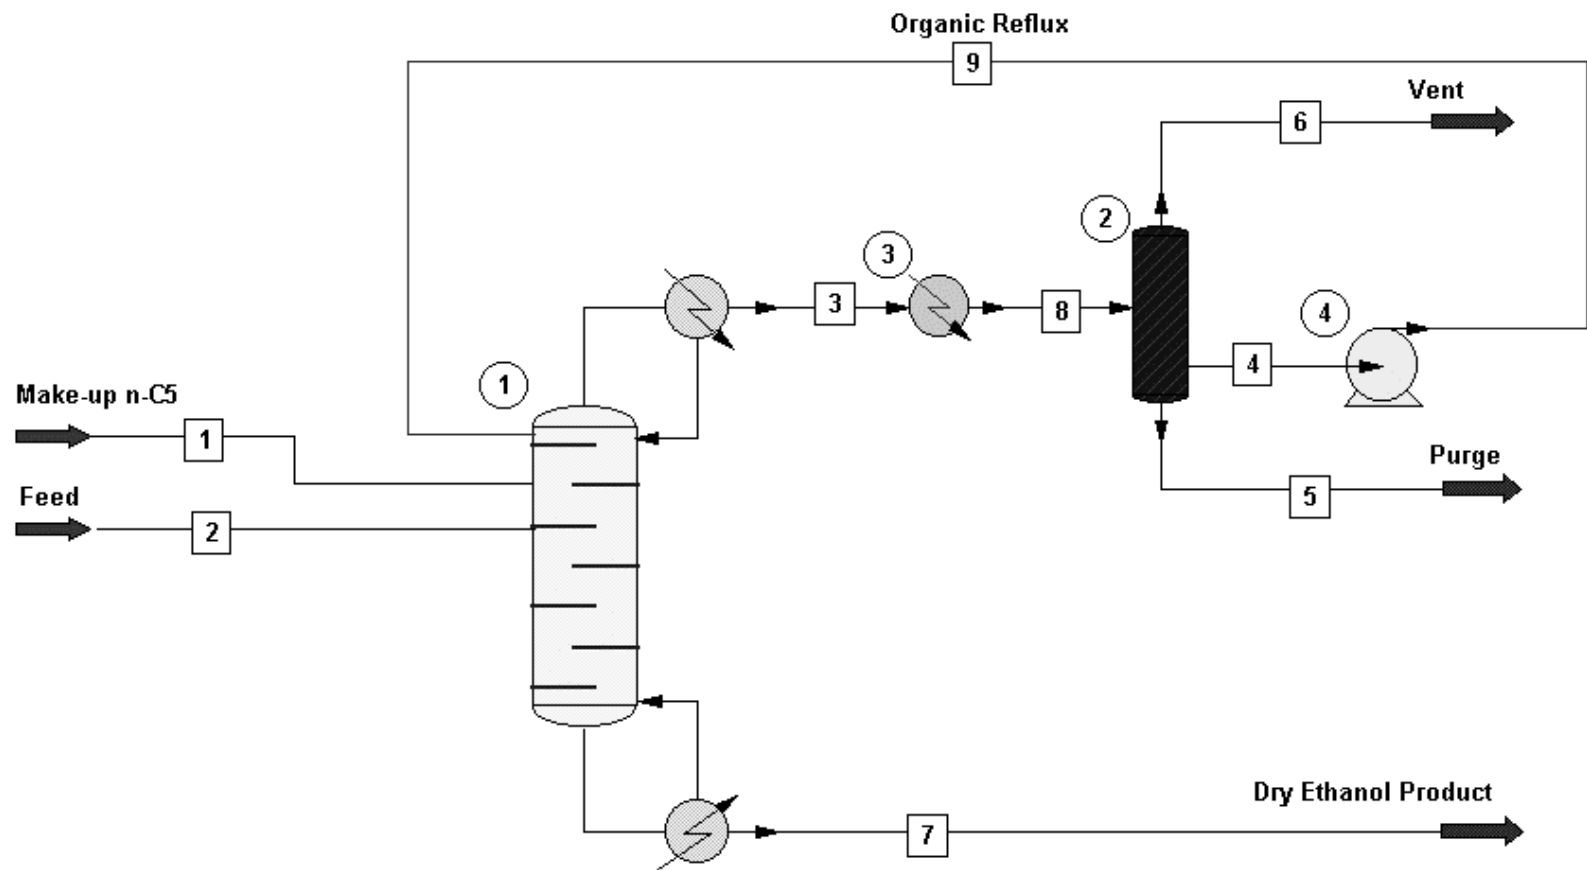 Organic Reflux
9
Vent
6
2
3
3
8
4
4
1
Make-up n-C5
1
Purge
Feed
5
2
Dry Ethanol Product
7